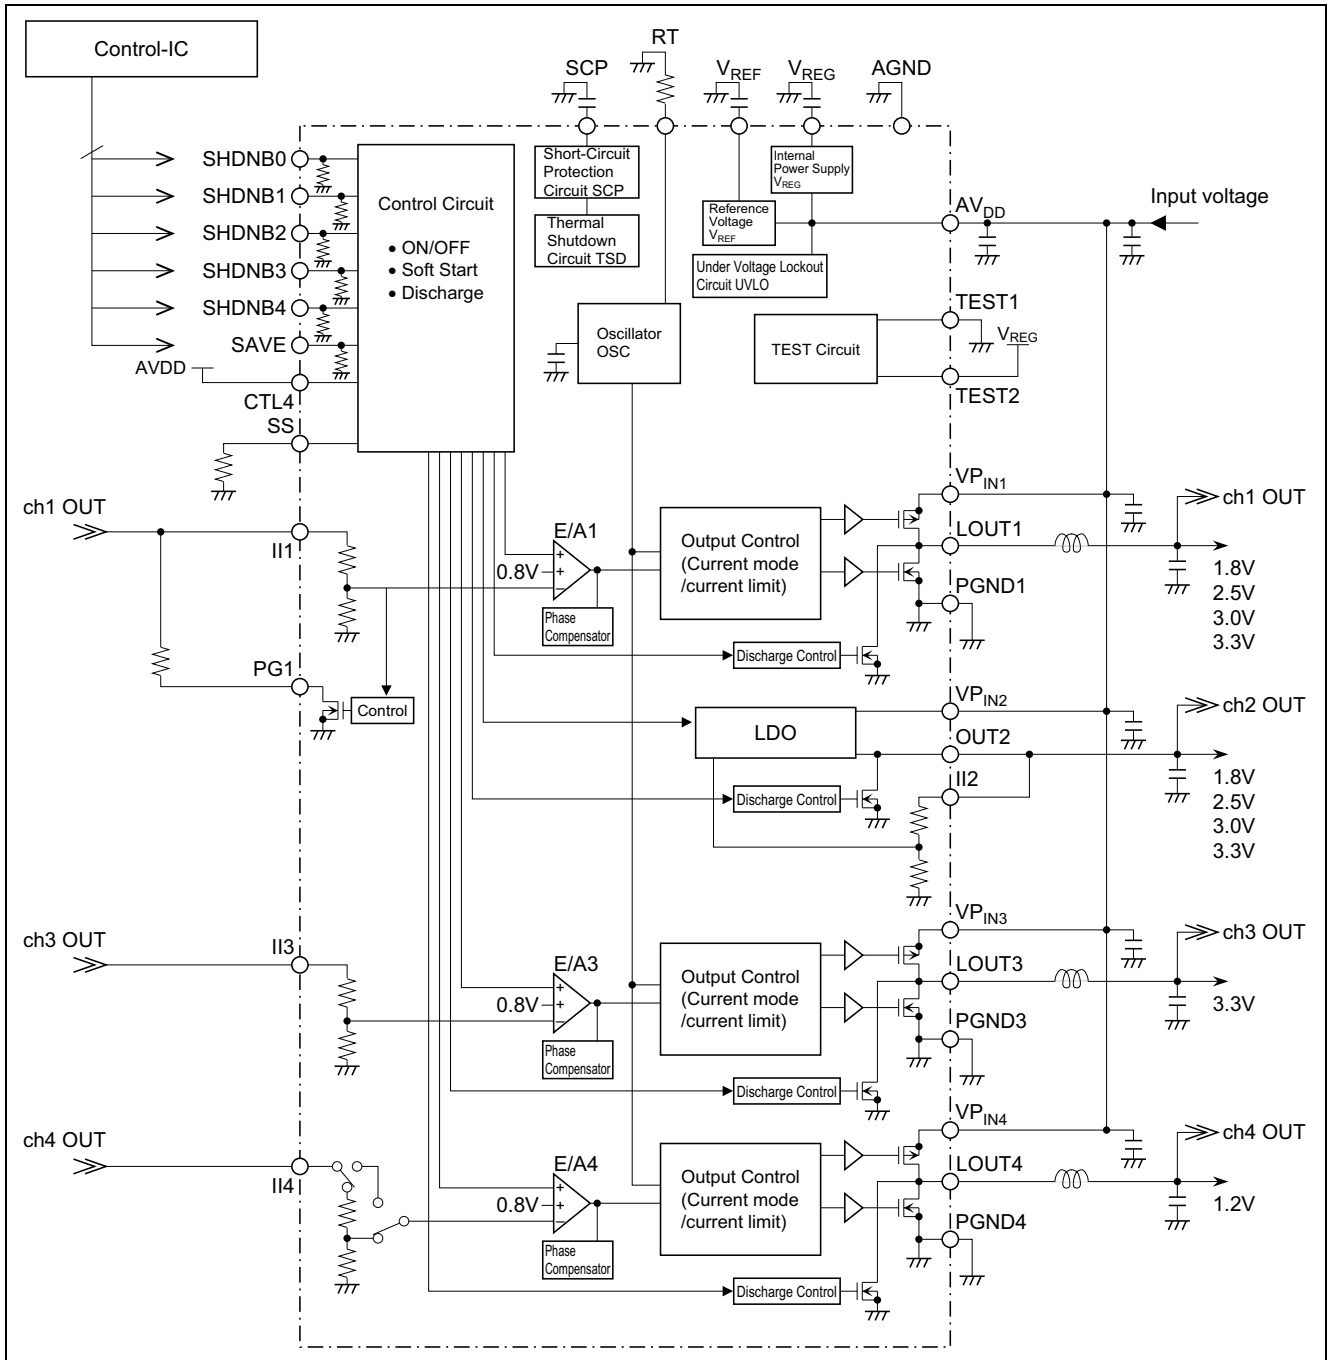 Control-IC
RT
SCP
VREF
VREG
AGND
SHDNB0
SHDNB1
SHDNB2
SHDNB3
SHDNB4
SAVE
AVDD
CTL4
SS
Control Circuit
• ON/OFF
• Soft Start
• Discharge
Short-Circuit
Protection
Circuit SCP
Thermal
Shutdown
Circuit TSD
Internal
Power Supply
VREG
Reference
Voltage
VREF
Under Voltage Lockout
Circuit UVLO
AVDD
Input voltage
Oscillator
OSC
TEST Circuit
TEST1
VREG
TEST2
ch1 OUT
II1
E/A1
0.8V
Phase
Compensator
Output Control
(Current mode
/current limit)
VPIN1
LOUT1
PGND1
ch1 OUT
1.8V
2.5V
3.0V
3.3V
Discharge Control
PG1
Control
LDO
VPIN2
OUT2
II2
ch2 OUT
1.8V
2.5V
3.0V
3.3V
Discharge Control
ch3 OUT
II3
E/A3
0.8V
Phase
Compensator
Output Control
(Current mode
/current limit)
VPIN3
LOUT3
PGND3
ch3 OUT
3.3V
Discharge Control
ch4 OUT
II4
E/A4
0.8V
Phase
Compensator
Output Control
(Current mode
/current limit)
VPIN4
LOUT4
PGND4
ch4 OUT
1.2V
Discharge Control